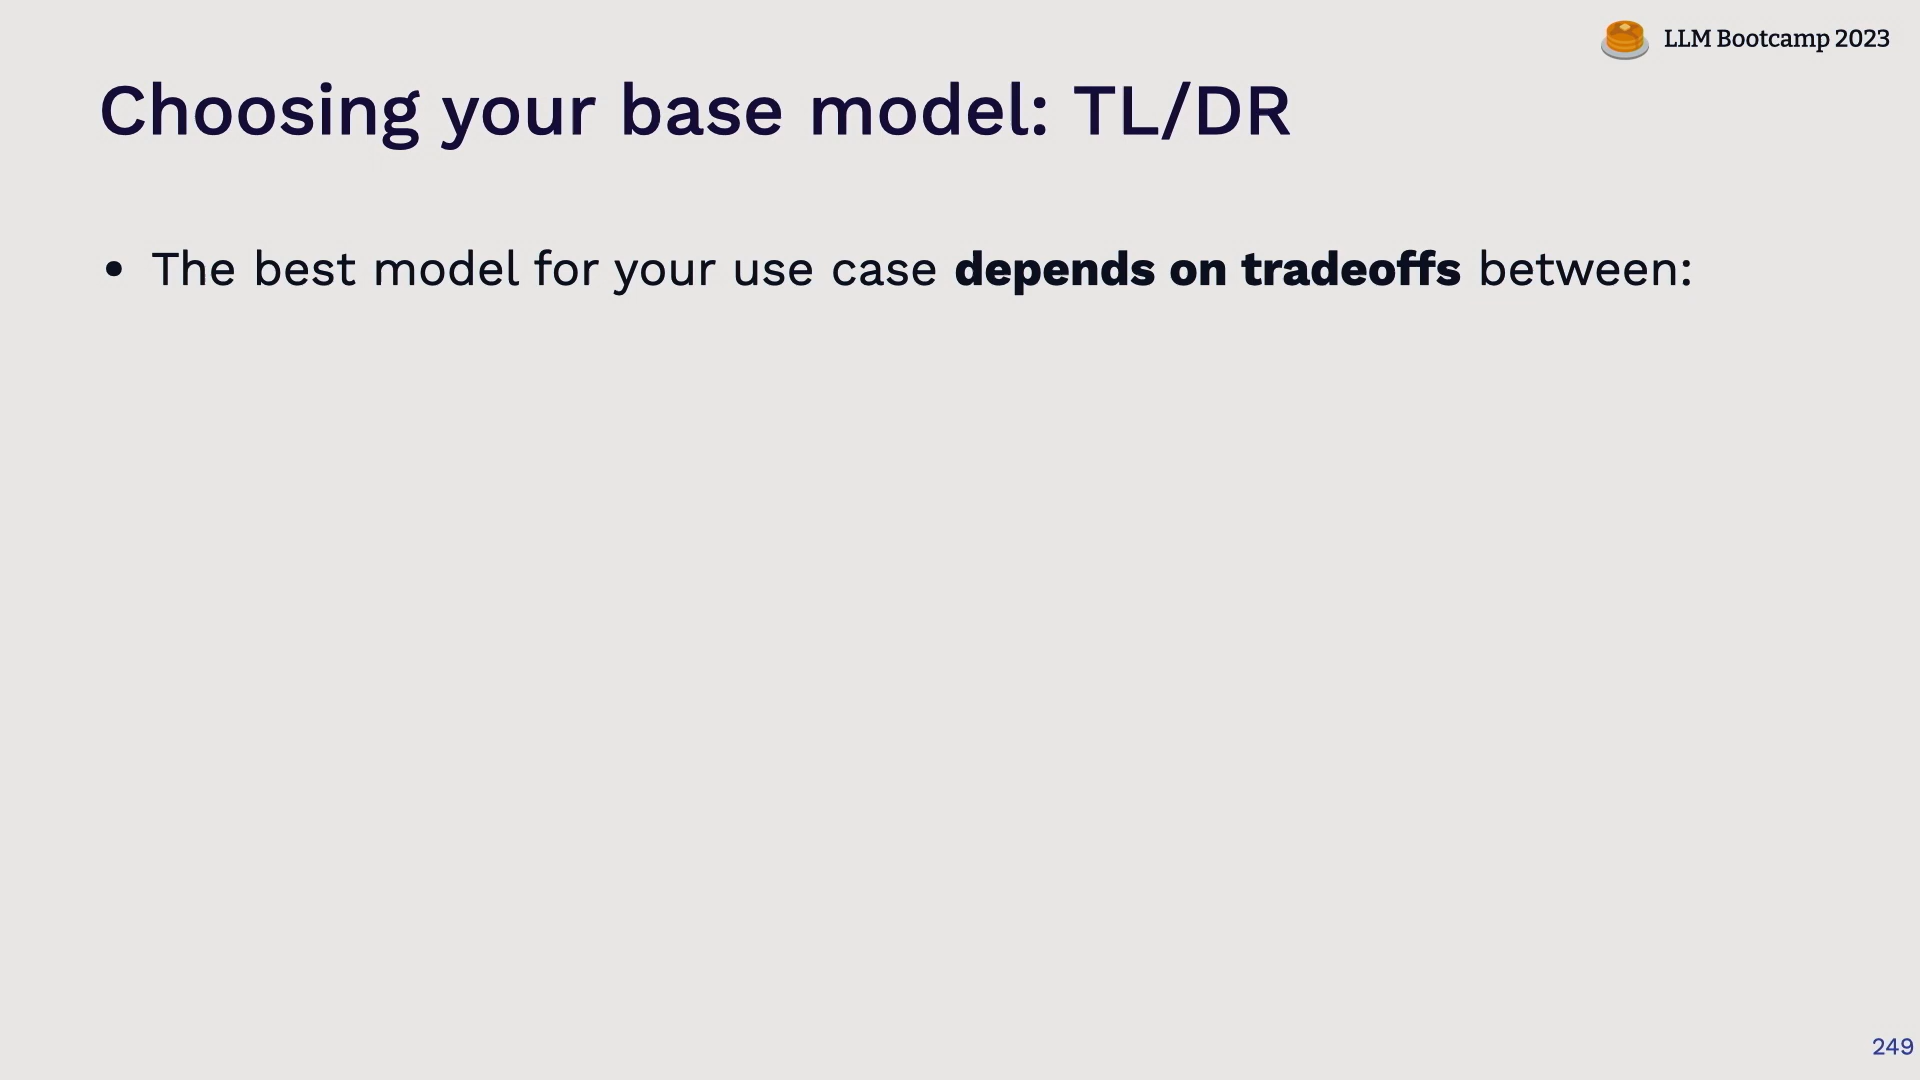 LLM Bootcamp 2023
Choosing your base model: TL/DR
• The best model for your use case depends on tradeoffs between:
249